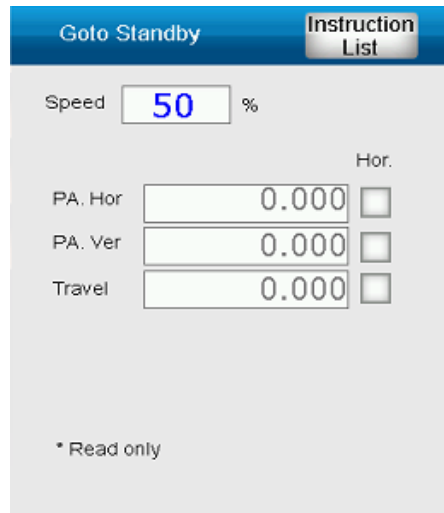 Goto Standby
Instruction
List
Speed 50 %
Hor.
PA. Hor 0.000
PA. Ver 0.000
Travel 0.000
* Read only